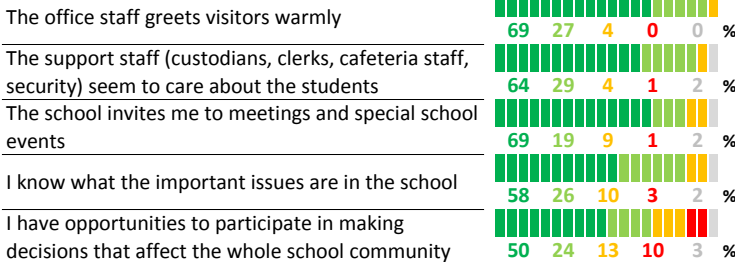 The office staff greets visitors warmly
69 27 4 0 0 %
The support staff (custodians, clerks, cafeteria staff,
security) seem to care about the students
64 29 4 1 2 %
The school invites me to meetings and special school
events
69 19 9 1 2 %
I know what the important issues are in the school
58 26 10 3 2 %
I have opportunities to participate in making
decisions that affect the whole school community
50 24 13 10 3 %